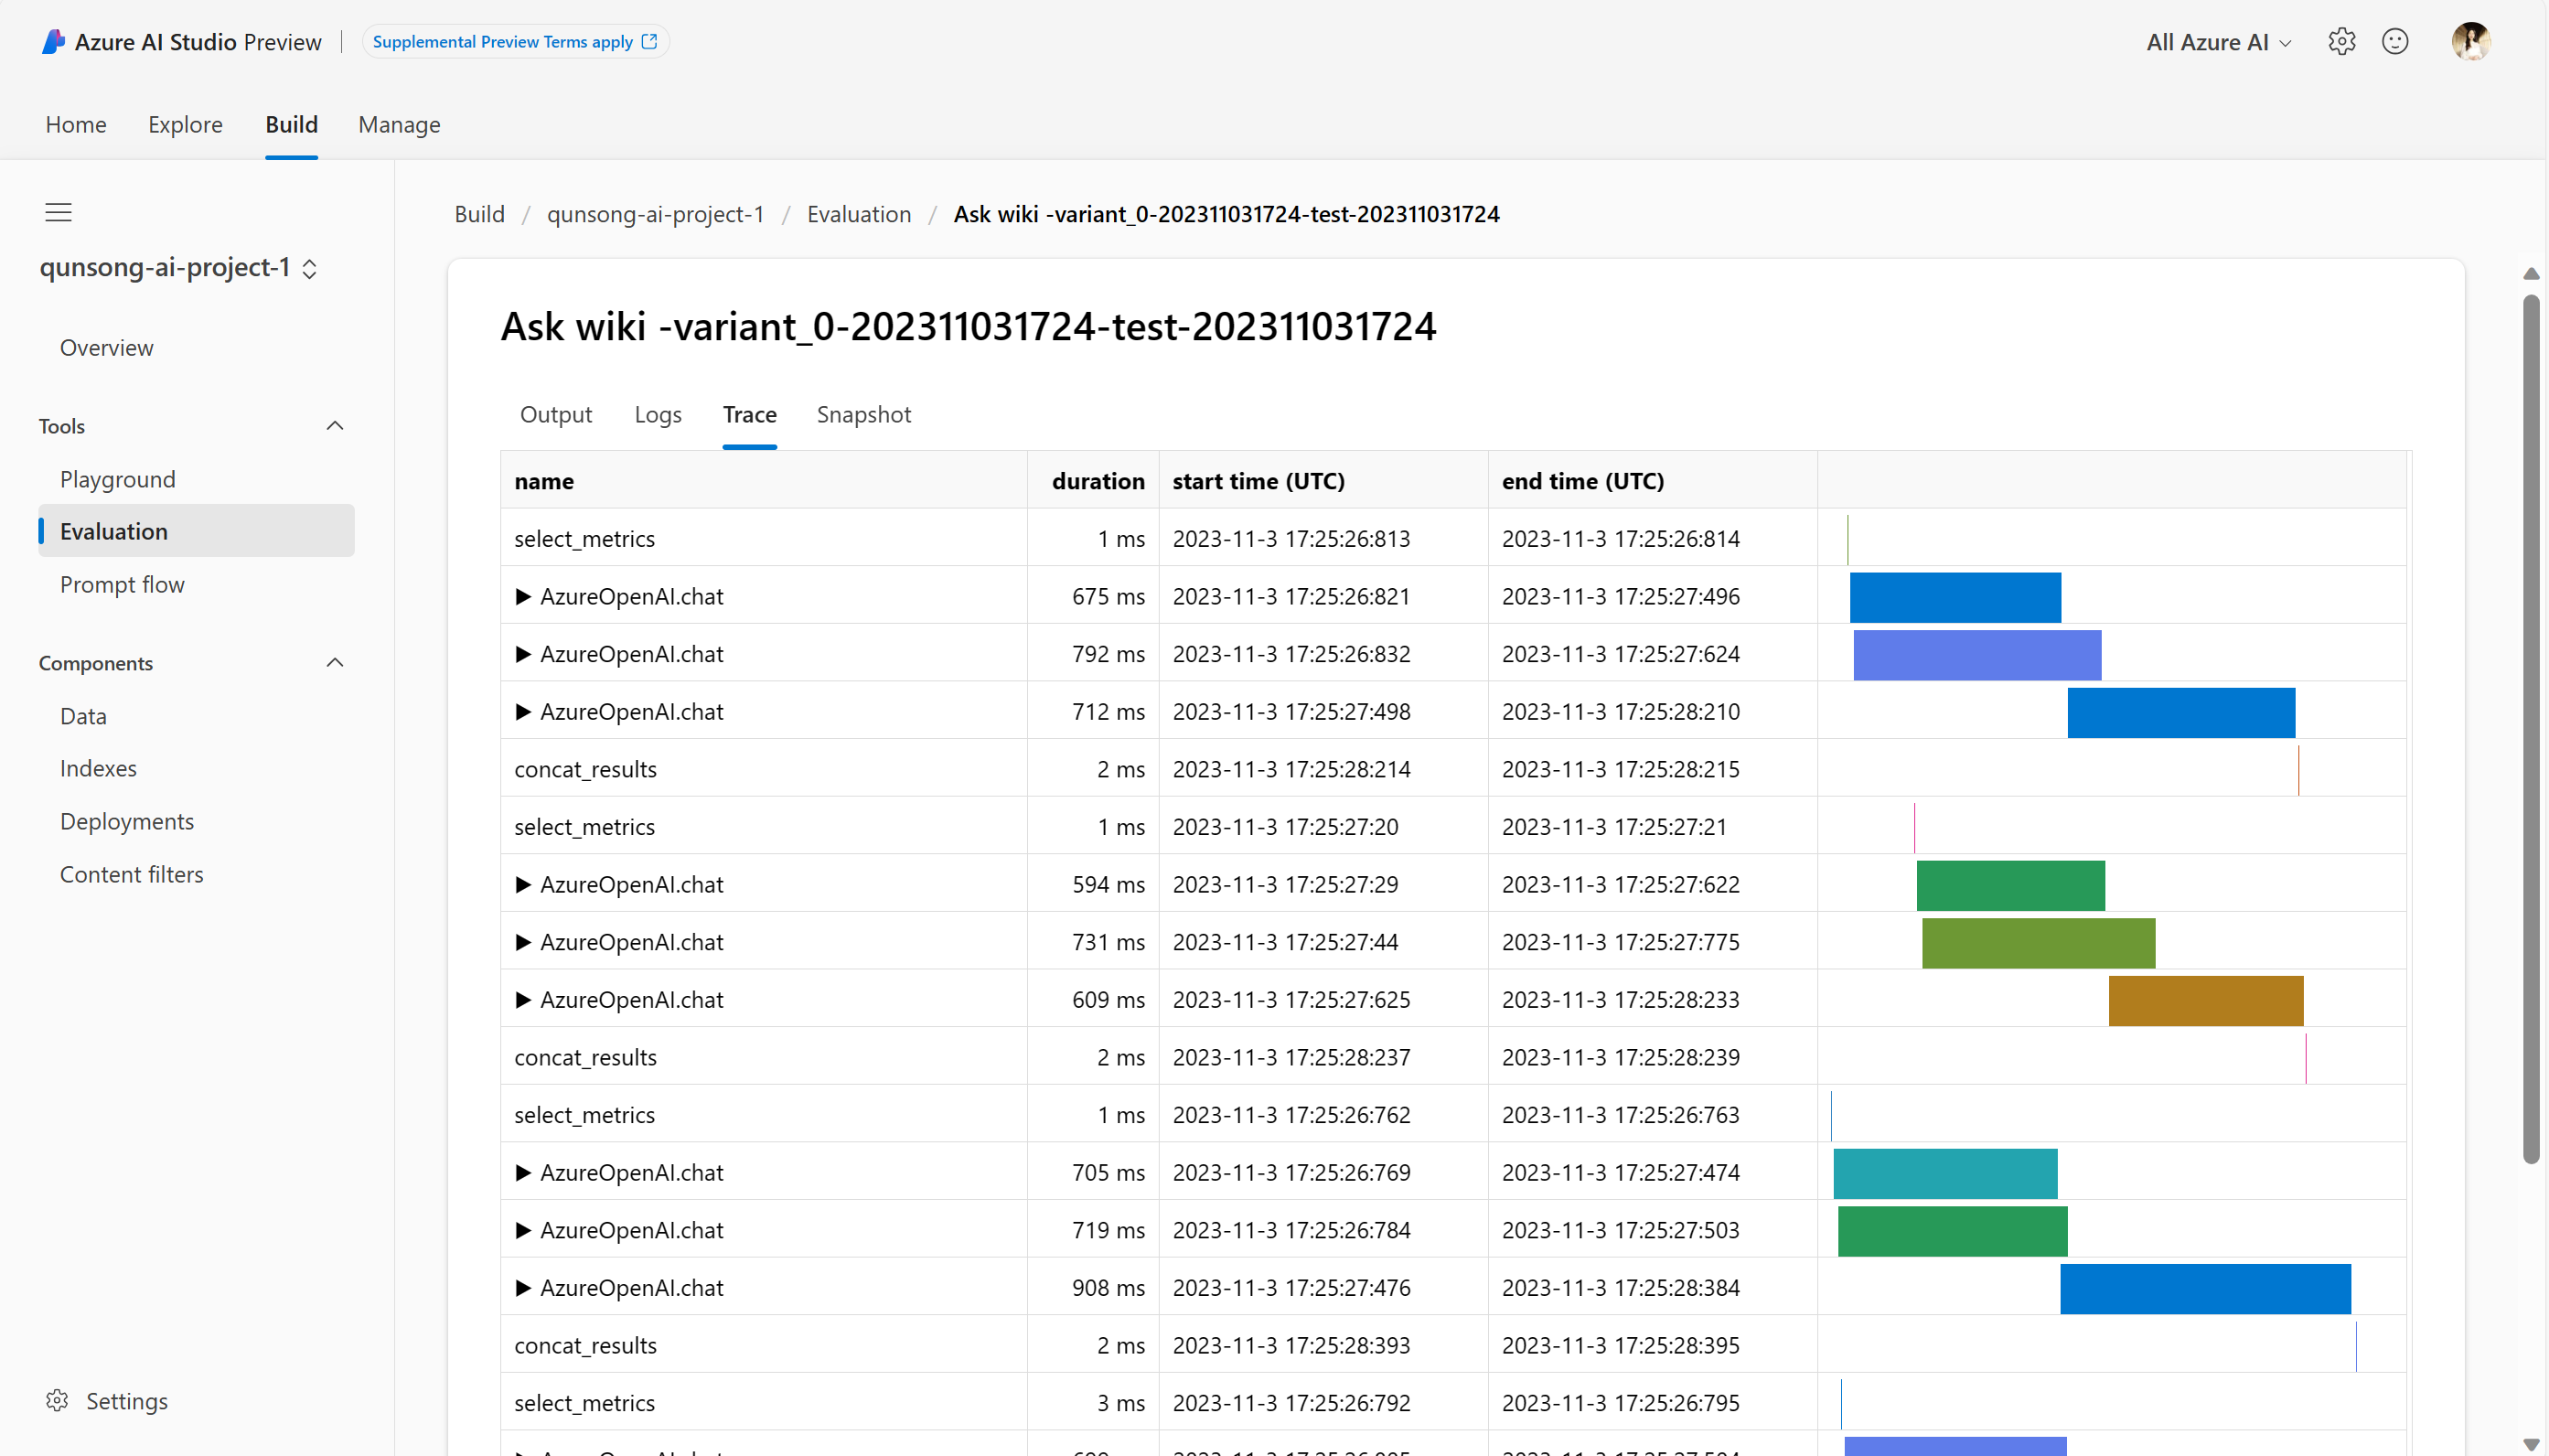 Azure AI Studio Preview | Supplemental Preview Terms apply All Azure AI
Home Explore Build Manage
Build / qunsong-ai-project-1 / Evaluation / Ask wiki -variant_0-202311031724-test-202311031724
qunsong-ai-project-1
Overview
Tools
Playground
Evaluation
Prompt flow
Components
Data
Indexes
Deployments
Content filters
Settings
Ask wiki -variant_0-202311031724-test-202311031724
Output Logs Trace Snapshot
name duration start time (UTC) end time (UTC)
select_metrics 1 ms 2023-11-3 17:25:26:813 2023-11-3 17:25:26:814
AzureOpenAI.chat 675 ms 2023-11-3 17:25:26:821 2023-11-3 17:25:27:496
AzureOpenAI.chat 792 ms 2023-11-3 17:25:26:832 2023-11-3 17:25:27:624
AzureOpenAI.chat 712 ms 2023-11-3 17:25:27:498 2023-11-3 17:25:28:210
concat_results 2 ms 2023-11-3 17:25:28:214 2023-11-3 17:25:28:215
select_metrics 1 ms 2023-11-3 17:25:27:20 2023-11-3 17:25:27:21
AzureOpenAI.chat 594 ms 2023-11-3 17:25:27:29 2023-11-3 17:25:27:622
AzureOpenAI.chat 731 ms 2023-11-3 17:25:27:44 2023-11-3 17:25:27:775
AzureOpenAI.chat 609 ms 2023-11-3 17:25:27:625 2023-11-3 17:25:28:233
concat_results 2 ms 2023-11-3 17:25:28:237 2023-11-3 17:25:28:239
select_metrics 1 ms 2023-11-3 17:25:26:762 2023-11-3 17:25:26:763
AzureOpenAI.chat 705 ms 2023-11-3 17:25:26:769 2023-11-3 17:25:27:474
AzureOpenAI.chat 719 ms 2023-11-3 17:25:26:784 2023-11-3 17:25:27:503
AzureOpenAI.chat 908 ms 2023-11-3 17:25:27:476 2023-11-3 17:25:28:384
concat_results 2 ms 2023-11-3 17:25:28:393 2023-11-3 17:25:28:395
select_metrics 3 ms 2023-11-3 17:25:26:792 2023-11-3 17:25:26:795